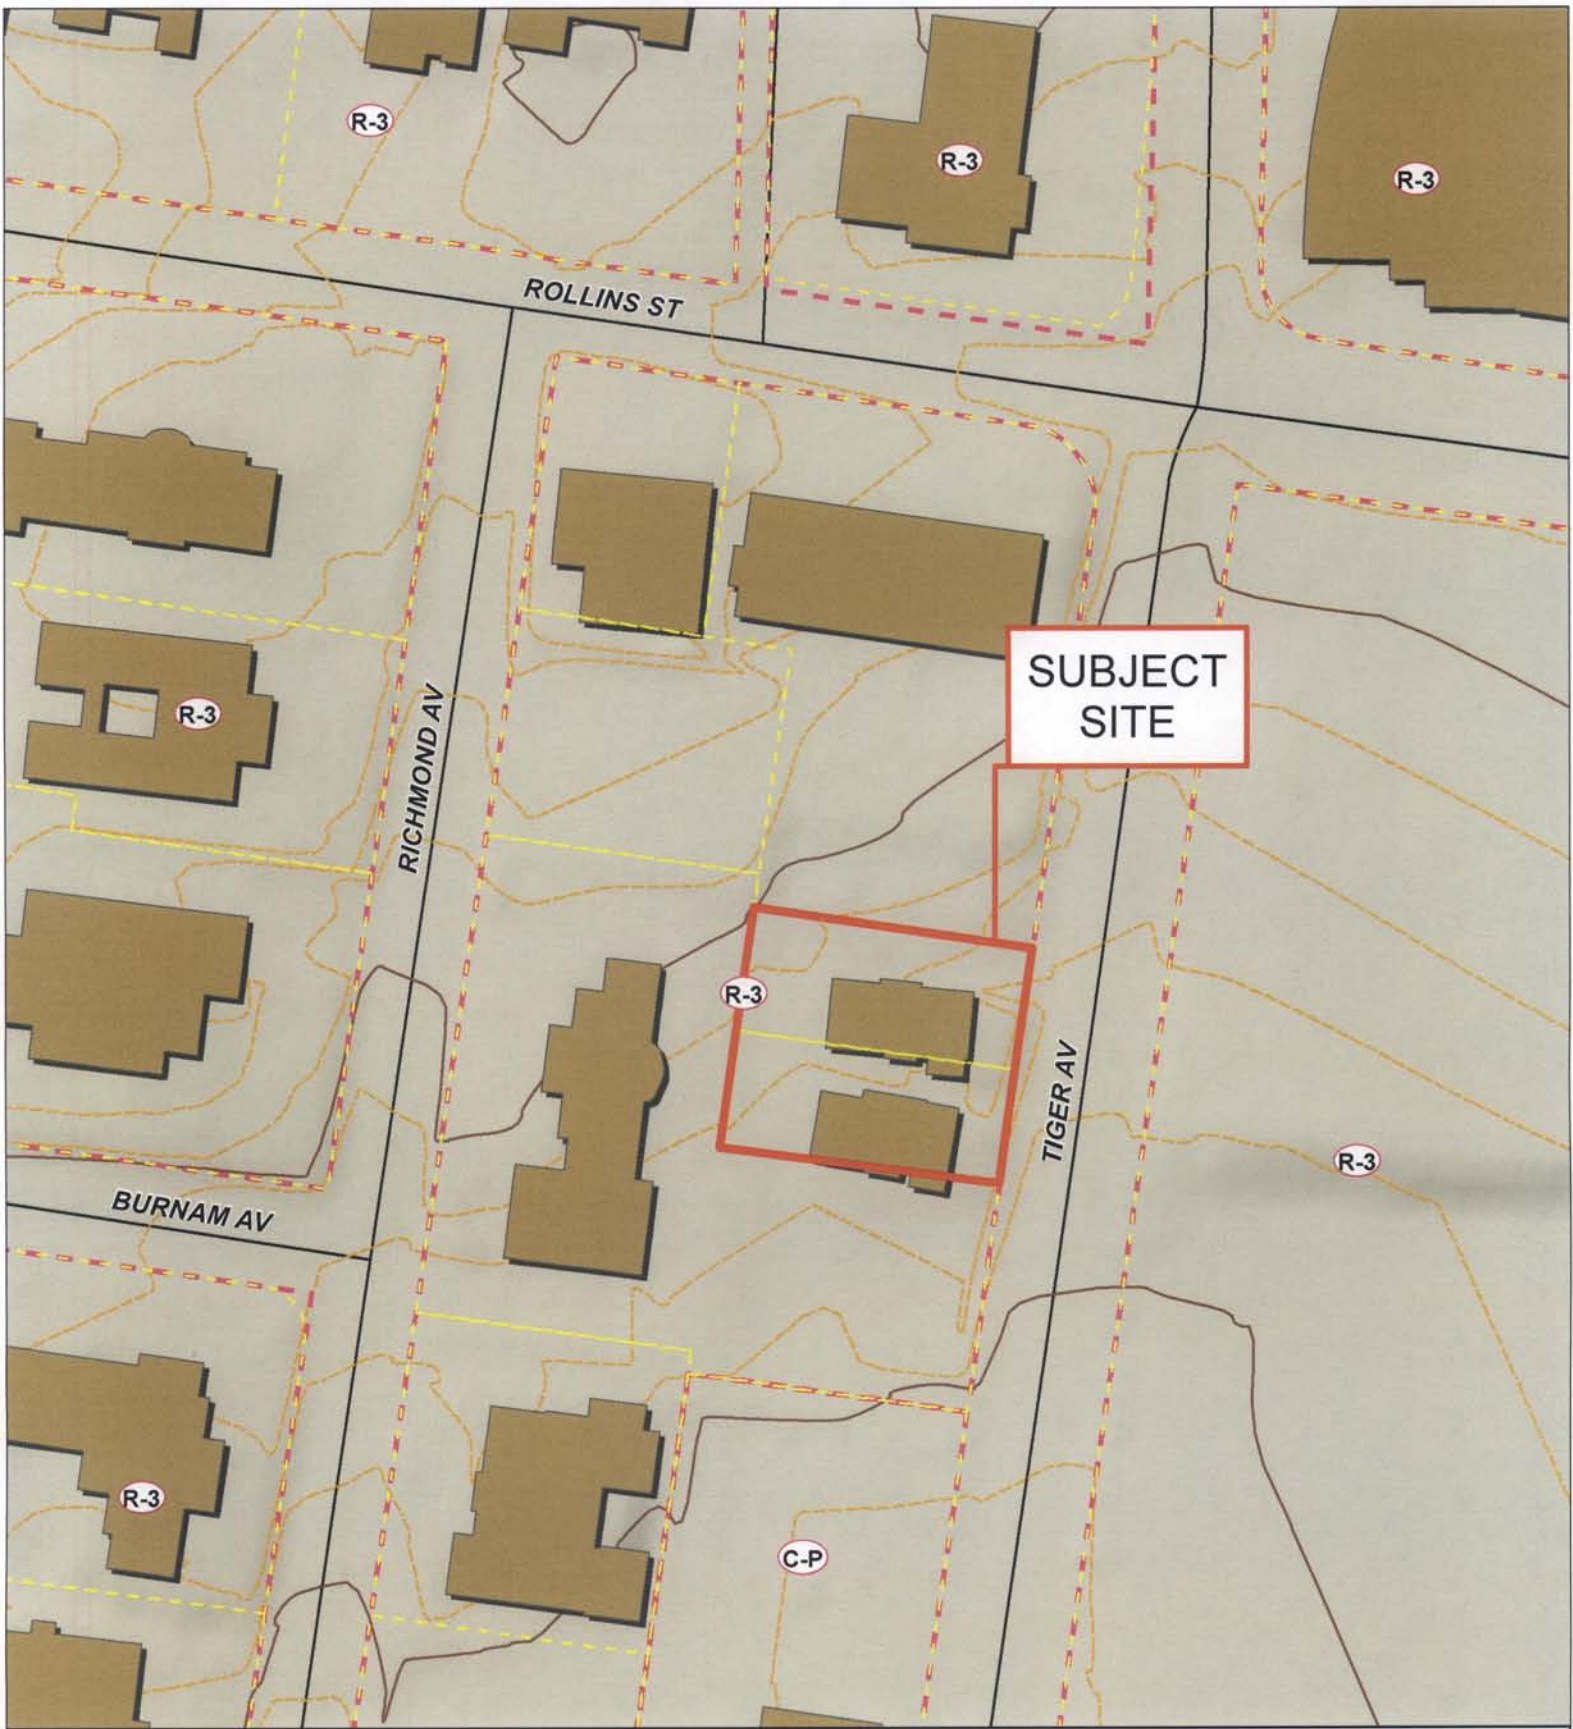 R-3
R-3
R-3
ROLLINS ST
SUBJECT
SITE
R-3
RICHMOND AV
R-3
TIGER AV
R-3
BURNAM AV
R-3
C-P